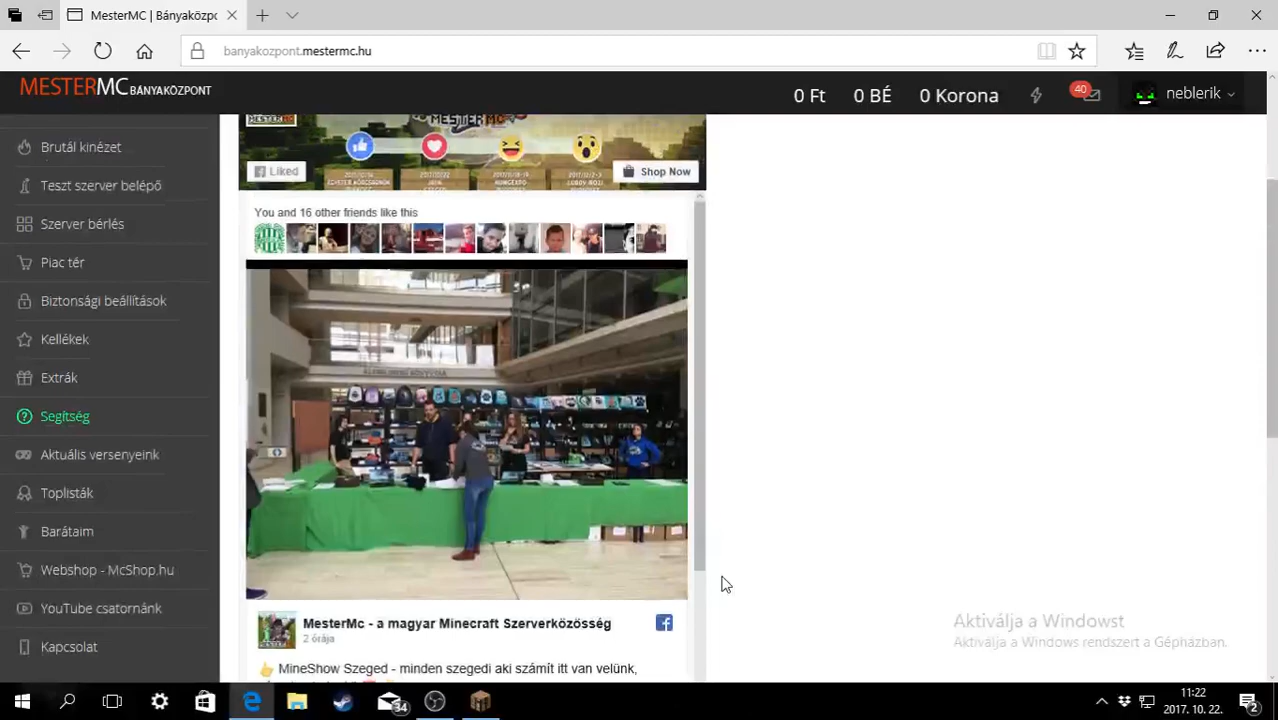 MesterMC | Bányaközpo
banyakozpont.mestermc.hu
MESTERMC BÁNYAKÖZPONT
0 Ft 0 BÉ 0 Korona 40 neblerik
Brutál kinézet
Teszt szerver belépő
Szerver bérlés
Piac tér
Biztonsági beállítások
Kellékek
Extrák
Segítség
Aktuális versenyeink
Toplisták
Barátaim
Webshop - McShop.hu
YouTube csatornánk
Kapcsolat
MESTERMC
Liked
Shop Now
You and 16 other friends like this
MesterMc - a magyar Minecraft Szerverközösség
2 órája
MineShow Szeged - minden szegedi aki számít itt van velünk,
Aktiválja a Windowst
Aktiválja a Windows rendszert a Gépházban.
34
11:22
2017. 10. 22.
2